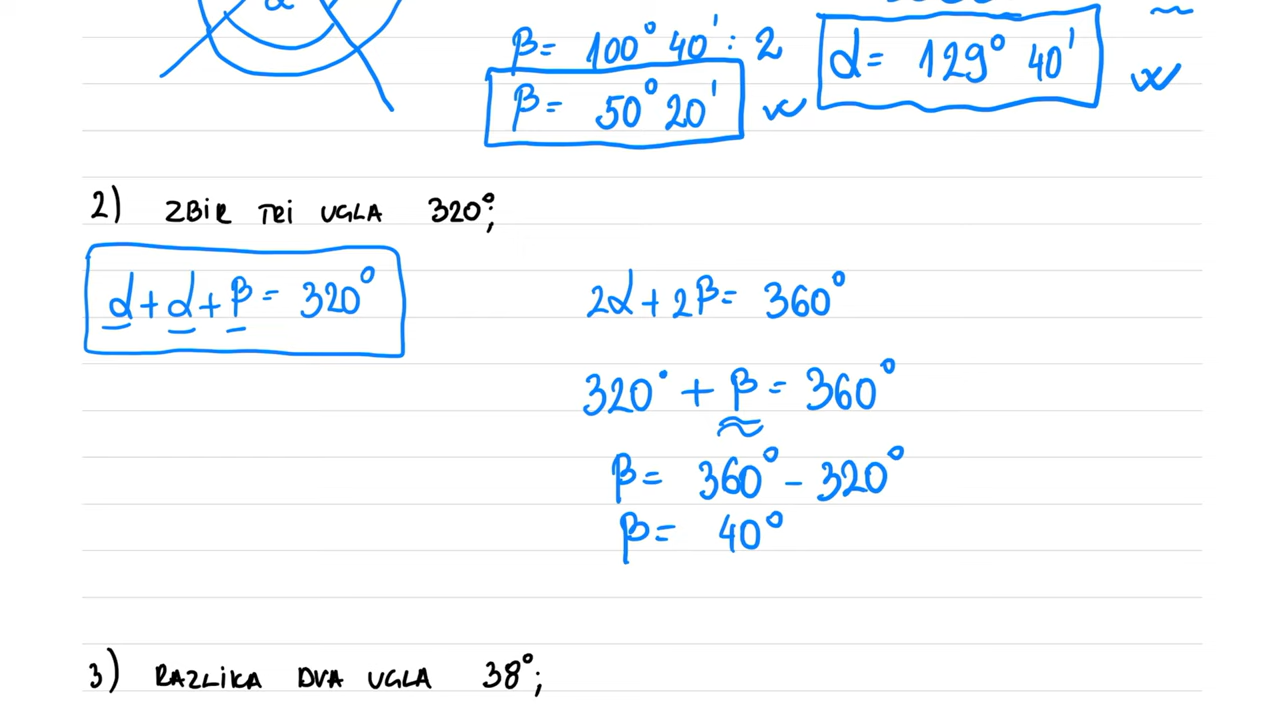 α
β = 100° 40' : 2
β = 50° 20'
α = 129° 40'
2) ZBIR TRI UGLA 320°;
α + α + β = 320°
2α + 2β = 360°
320° + β = 360°
β = 360° - 320°
β = 40°
3) RAZLIKA DVA UGLA 38°;